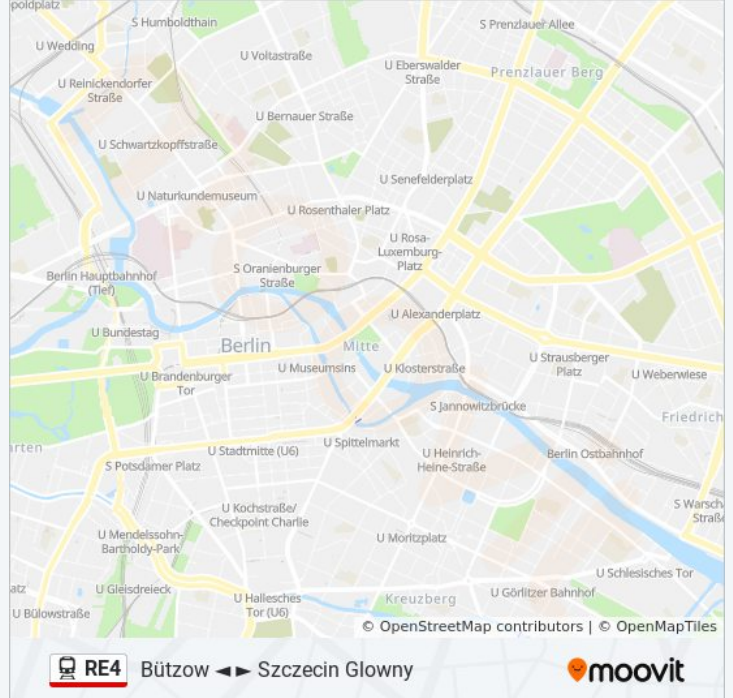 poldplatz
S Humboldthain
S Prenzlauer Allee
U Wedding
U Voltastraße
U Eberswalder
Straße
Prenzlauer Berg
U Reinickendorfer
Straße
U Bernauer Straße
U Schwartzkopffstraße
U Senefelderplatz
U Naturkundemuseum
U Rosenthaler Platz
U Rosa-
Luxemburg-
Platz
Berlin Hauptbahnhof
(Tief)
S Oranienburger
Straße
U Alexanderplatz
U Bundestag
Berlin
Mitte
U Strausberger
Platz
U Museumsins
U Klosterstraße
U Weberwiese
U Brandenburger
Tor
S Jannowitzbrücke
Friedrich
rten
U Stadtmitte (U6)
U Spittelmarkt
U Heinrich-
Heine-Straße
Berlin Ostbahnhof
S Potsdamer Platz
S Warsch
Straße
U Kochstraße/
Checkpoint Charlie
U Mendelssohn-
Bartholdy-Park
U Moritzplatz
U Schlesisches Tor
atz
U Gleisdreieck
U Hallesches
Tor (U6)
Kreuzberg
U Görlitzer Bahnhof
U Bülowstraße
© OpenStreetMap contributors | © OpenMapTiles
RE4 Bützow ◄► Szczecin Glowny
moovit